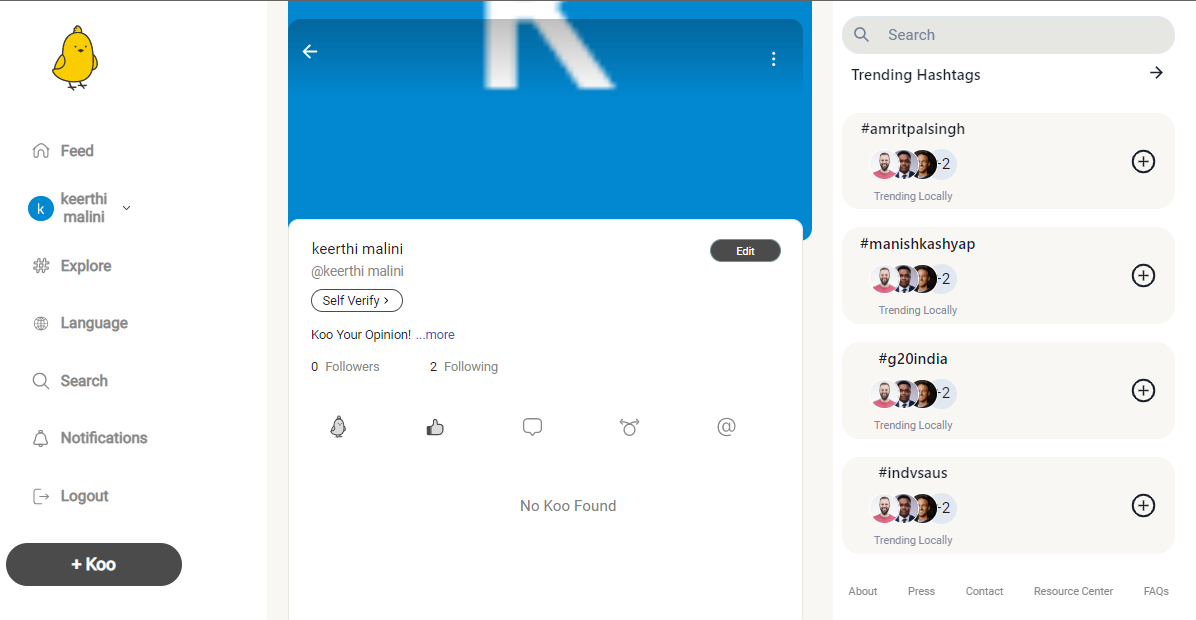 Feed
k
keerthi
malini
Explore
Language
Search
Notifications
Logout
+ Koo
K
keerthi malini
Edit
@keerthi malini
Self Verify ›
Koo Your Opinion! ...more
0 Followers 2 Following
@
No Koo Found
Search
Trending Hashtags
#amritpalsingh
-2
Trending Locally
#manishkashyap
-2
Trending Locally
#g20india
-2
Trending Locally
#indvsaus
-2
Trending Locally
About Press Contact Resource Center FAQs